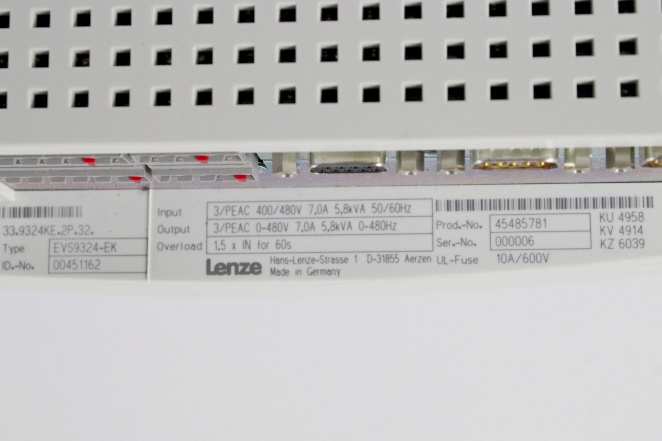 33.9324KE.2P.32.
Type EVS9324-EK
ID.-No. 00451162
Input 3/PEAC 400/480V 7,0A 5,8kVA 50/60Hz
Output 3/PEAC 0-480V 7,0A 5,8kVA 0-480Hz
Overload 1,5 x IN for 60s
Lenze Hans-Lenze-Strasse 1 D-31855 Aerzen
Made in Germany
Prod.-No. 45485781
Ser.-No. 000006
UL-Fuse 10A/600V
KU 4958
KV 4914
KZ 6039